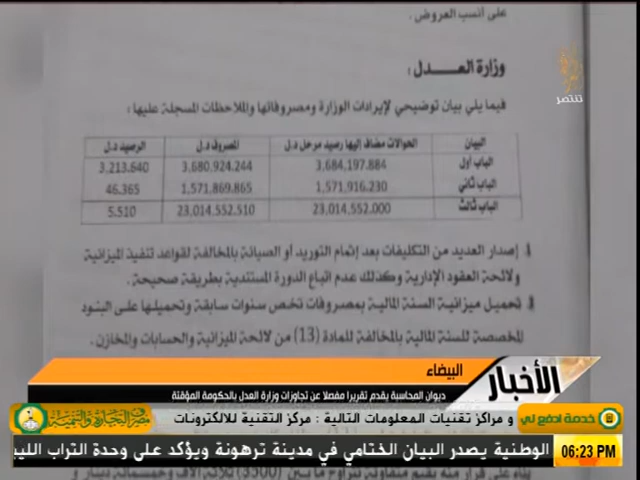 على أنسب العروض.
تنتصر
وزارة العدل :
فيما يلي بيان توضيحي لإيرادات الوزارة ومصروفاتها والملاحظات المسجلة عليها :
البيان الحوالات مضاف إليها رصيد مرحل د.ل المصروف د.ل الرصيد د.ل
الباب أول 3,684,197.884 3,680,924.244 3.213.640
الباب ثاني 1,571,916.230 1,571,869.865 46.365
الباب ثالث 23,014,552.000 23,014,552.510 5.510
إصدار العديد من التكليفات بعد إتمام التوريد أو الصيانة بالمخالفة لقواعد تنفيذ الميزانية
ولائحة العقود الإدارية وكذلك عدم اتباع الدورة المستندية بطريقة صحيحة .
تحميل ميزانية السنة المالية بمصروفات تخص سنوات سابقة وتحميلها على البنود
المخصصة للسنة المالية بالمخالفة للمادة (13) من لائحة الميزانية والحسابات والمخازن .
الأخبار
البيضاء
ديوان المحاسبة يقدم تقريرا مفصلا عن تجاوزات وزارة العدل بالحكومة المؤقتة
خدمة ادفع لي
و مراكز تقنيات المعلومات التالية : مركز التقنية للالكترونات
مصرف التجارة والتنمية
06:23 PM
الوطنية يصدر البيان الختامي في مدينة ترهونة ويؤكد على وحدة التراب الليب